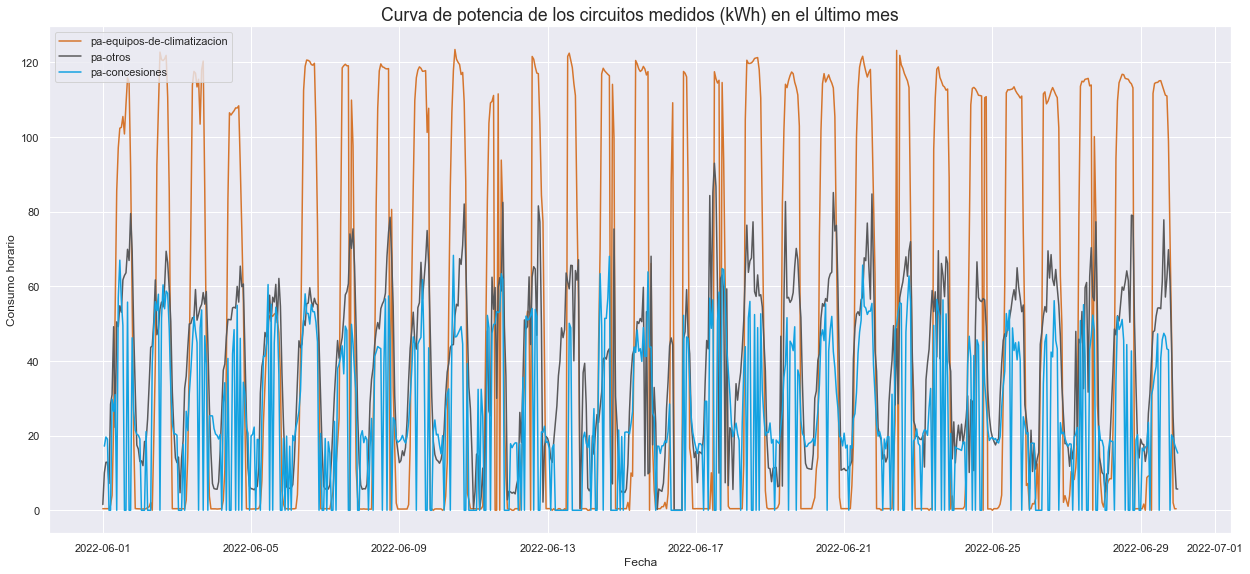 Curva de potencia de los circuitos medidos (kWh) en el último mes
pa-equipos-de-climatizacion
pa-otros
pa-concesiones
120
100
80
60
40
20
0
Consumo horario
2022-06-01
2022-06-05
2022-06-09
2022-06-13
2022-06-17
2022-06-21
2022-06-25
2022-06-29
2022-07-01
Fecha